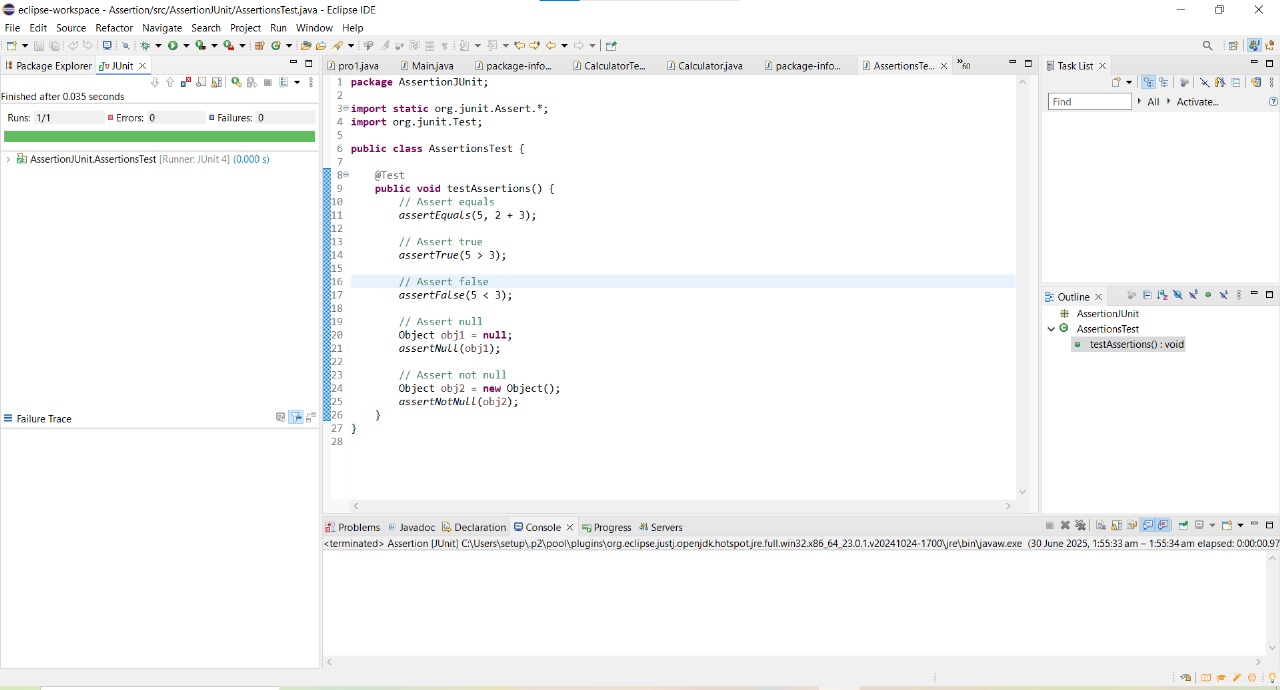 eclipse-workspace - Assertion/src/AssertionJUnit/AssertionsTest.java - Eclipse IDE
File Edit Source Refactor Navigate Search Project Run Window Help
Package Explorer JUnit
Finished after 0.035 seconds
Runs: 1/1 Errors: 0 Failures: 0
AssertionJUnit.AssertionsTest [Runner: JUnit 4] (0.000 s)
Failure Trace
pro1.java Main.java package-info... CalculatorTe... Calculator.java package-info... AssertionsTe... »60
1 package AssertionJUnit;
2
3 import static org.junit.Assert.*;
4 import org.junit.Test;
5
6 public class AssertionsTest {
7
8 @Test
9 public void testAssertions() {
10 // Assert equals
11 assertEquals(5, 2 + 3);
12
13 // Assert true
14 assertTrue(5 > 3);
15
16 // Assert false
17 assertFalse(5 < 3);
18
19 // Assert null
20 Object obj1 = null;
21 assertNull(obj1);
22
23 // Assert not null
24 Object obj2 = new Object();
25 assertNotNull(obj2);
26 }
27 }
28
Task List
Find All Activate...
Outline
AssertionJUnit
AssertionsTest
testAssertions() : void
Problems Javadoc Declaration Console Progress Servers
<terminated> Assertion [JUnit] C:\Users\setup\.p2\pool\plugins\org.eclipse.justj.openjdk.hotspot.jre.full.win32.x86_64_23.0.1.v20241024-1700\jre\bin\javaw.exe (30 June 2025, 1:55:33 am – 1:55:34 am elapsed: 0:00:00.97